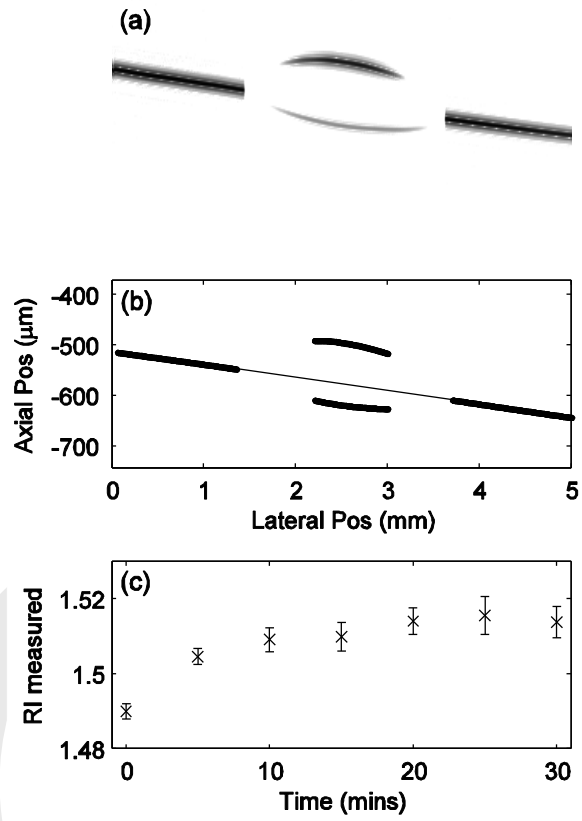 (a)
(b)
Axial Pos (μm)
-400
-500
-600
-700
0 1 2 3 4 5
Lateral Pos (mm)
(c)
RI measured
1.52
1.5
1.48
0 10 20 30
Time (mins)